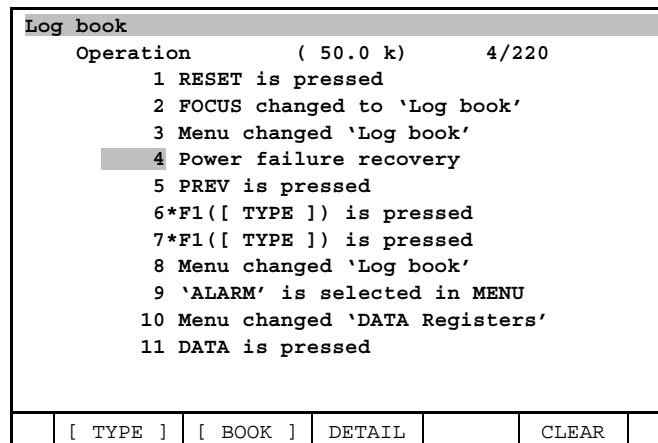 Log book
Operation ( 50.0 k) 4/220
1 RESET is pressed
2 FOCUS changed to ‘Log book’
3 Menu changed ‘Log book’
4 Power failure recovery
5 PREV is pressed
6*F1([ TYPE ]) is pressed
7*F1([ TYPE ]) is pressed
8 Menu changed ‘Log book’
9 ‘ALARM’ is selected in MENU
10 Menu changed ‘DATA Registers’
11 DATA is pressed
[ TYPE ] [ BOOK ] DETAIL CLEAR